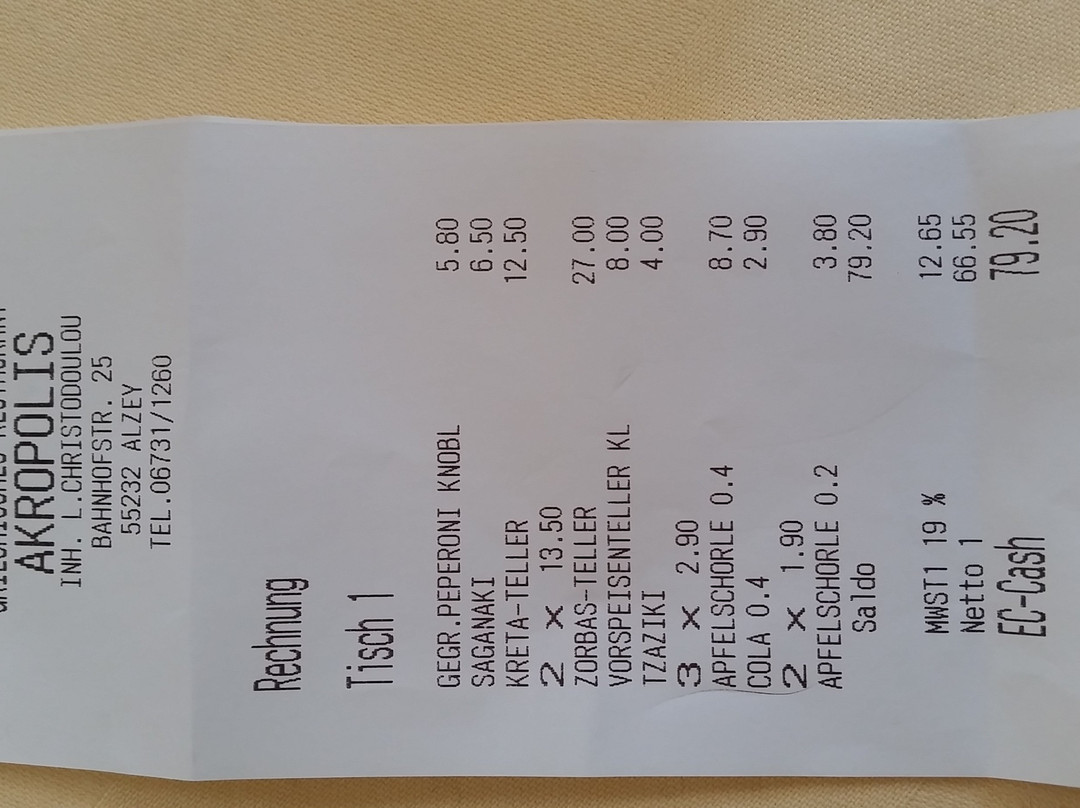 AKROPOLIS
INH. L.CHRISTODOULOU
BAHNHOFSTR. 25
55232 ALZEY
TEL.06731/1260
Rechnung
Tisch 1
GEGR.PEPERONI KNOBL 5.80
SAGANAKI 6.50
KRETA-TELLER 12.50
2 x 13.50
ZORBAS-TELLER 27.00
VORSPEISENTELLER KL 8.00
TZAZIKI 4.00
3 x 2.90
APFELSCHORLE 0.4 8.70
COLA 0.4 2.90
2 x 1.90
APFELSCHORLE 0.2 3.80
Saldo 79.20
MWST1 19 % 12.65
Netto 1 66.55
EC-Cash 79.20